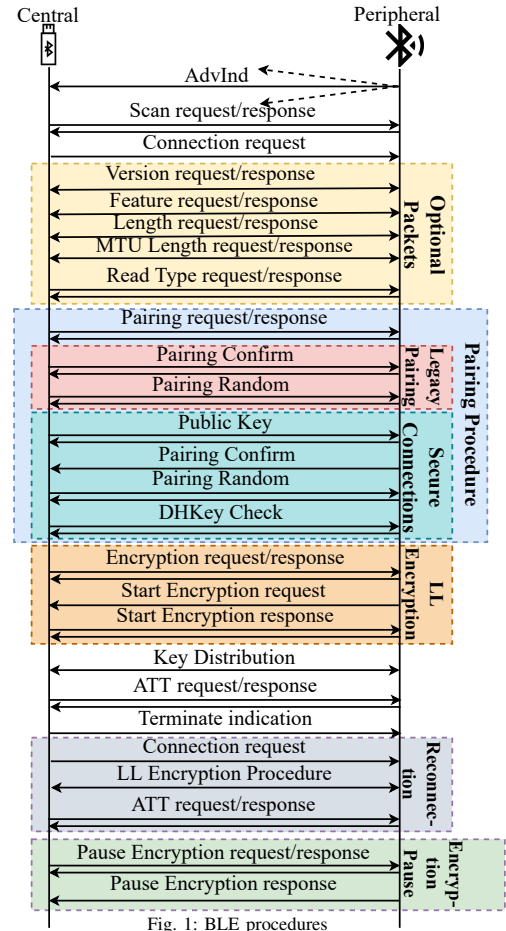 Central
Peripheral
AdvInd
Scan request/response
Connection request
Version request/response
Feature request/response
Length request/response
MTU Length request/response
Read Type request/response
Optional
Packets
Pairing request/response
Pairing Confirm
Pairing Random
Legacy
Pairing
Public Key
Pairing Confirm
Pairing Random
DHKey Check
Secure
Connections
Pairing Procedure
Encryption request/response
Start Encryption request
Start Encryption response
LL
Encryption
Key Distribution
ATT request/response
Terminate indication
Connection request
LL Encryption Procedure
ATT request/response
Reconnec-
tion
Pause Encryption request/response
Pause Encryption response
Encryp-
tion
Pause
Fig. 1: BLE procedures